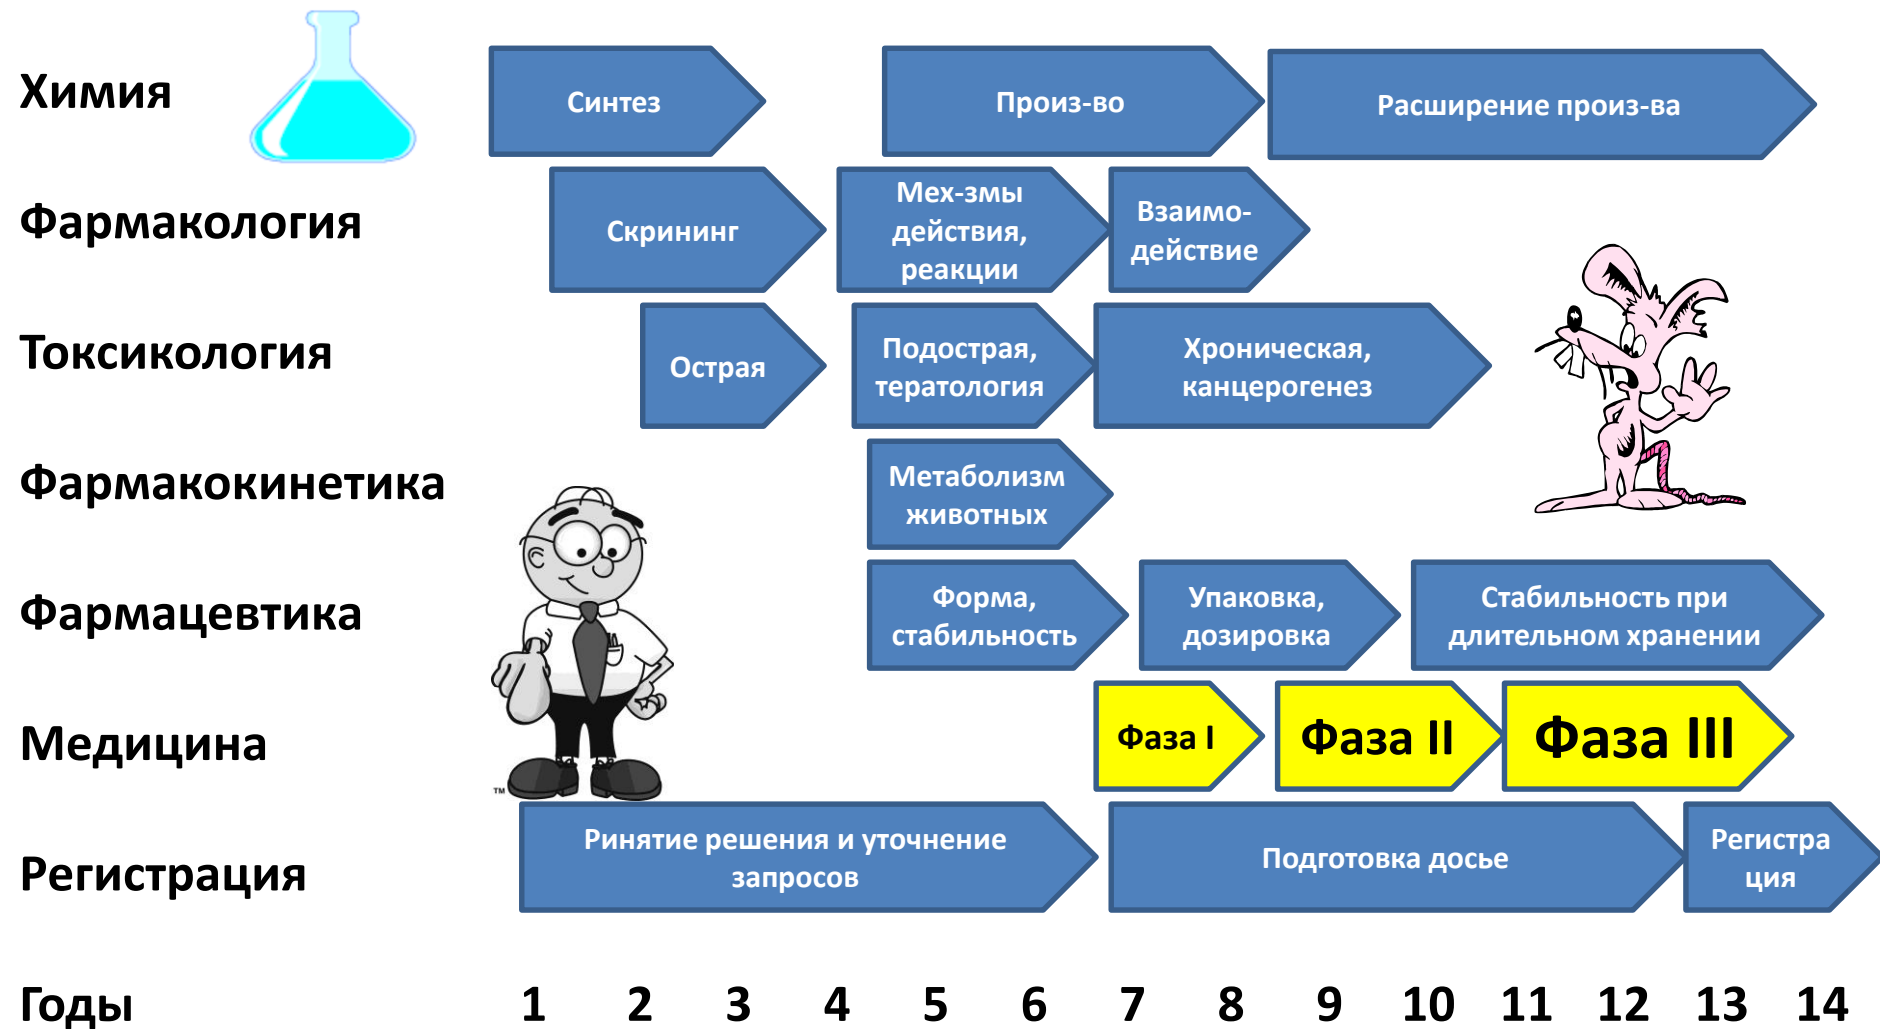 Химия
Синтез
Произ-во
Расширение произ-ва
Фармакология
Скрининг
Мех-змы
действия,
реакции
Взаимо-
действие
Токсикология
Острая
Подострая,
тератология
Хроническая,
канцерогенез
Фармакокинетика
Метаболизм
животных
Фармацевтика
Форма,
стабильность
Упаковка,
дозировка
Стабильность при
длительном хранении
Медицина
Фаза I
Фаза II
Фаза III
TM
Регистрация
Ринятие решения и уточнение
запросов
Подготовка досье
Регистра
ция
Годы 1 2 3 4 5 6 7 8 9 10 11 12 13 14